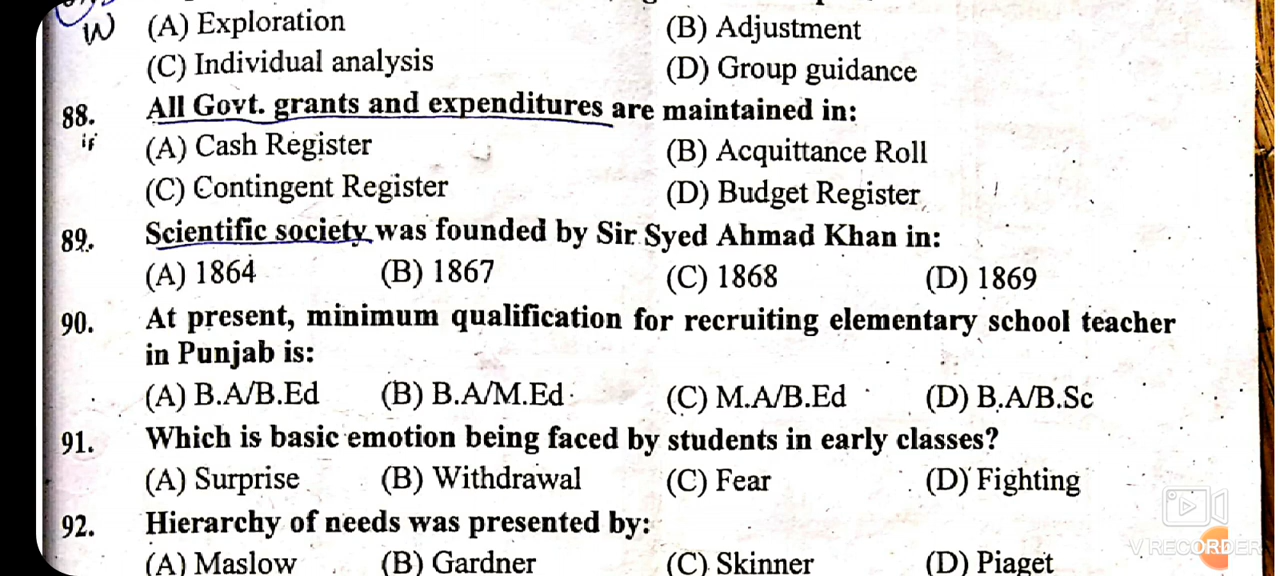 (A) Exploration (B) Adjustment
(C) Individual analysis (D) Group guidance
88. All Govt. grants and expenditures are maintained in:
(A) Cash Register (B) Acquittance Roll
(C) Contingent Register (D) Budget Register
89. Scientific society was founded by Sir Syed Ahmad Khan in:
(A) 1864 (B) 1867 (C) 1868 (D) 1869
90. At present, minimum qualification for recruiting elementary school teacher
in Punjab is:
(A) B.A/B.Ed (B) B.A/M.Ed (C) M.A/B.Ed (D) B.A/B.Sc
91. Which is basic emotion being faced by students in early classes?
(A) Surprise (B) Withdrawal (C) Fear (D) Fighting
92. Hierarchy of needs was presented by:
(A) Maslow (B) Gardner (C) Skinner (D) Piaget
V RECORDER